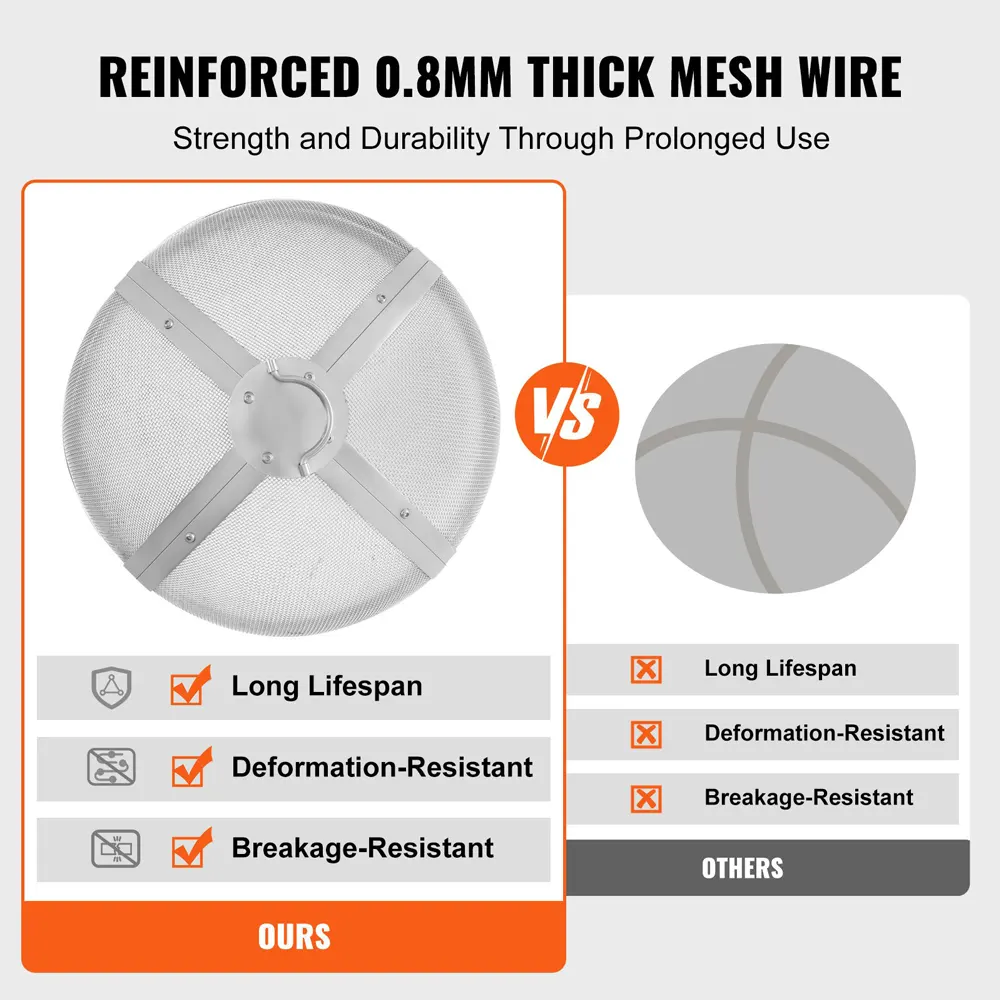 REINFORCED 0.8MM THICK MESH WIRE
Strength and Durability Through Prolonged Use
VS
Long Lifespan
Deformation-Resistant
Breakage-Resistant
OURS
Long Lifespan
Deformation-Resistant
Breakage-Resistant
OTHERS